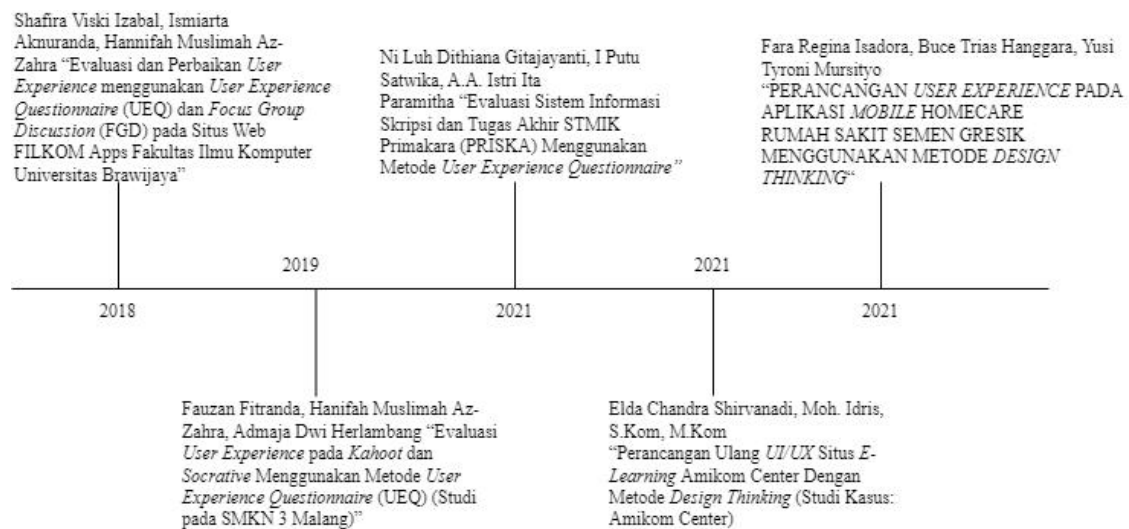 Shafira Viski Izabal, Ismiarta
Aknuranda, Hannifah Muslimah Az-
Zahra “Evaluasi dan Perbaikan User
Experience menggunakan User Experience
Questionnaire (UEQ) dan Focus Group
Discussion (FGD) pada Situs Web
FILKOM Apps Fakultas Ilmu Komputer
Universitas Brawijaya”
Ni Luh Dithiana Gitajayanti, I Putu
Satwika, A.A. Istri Ita
Paramitha “Evaluasi Sistem Informasi
Skripsi dan Tugas Akhir STMIK
Primakara (PRISKA) Menggunakan
Metode User Experience Questionnaire”
Fara Regina Isadora, Buce Trias Hanggara, Yusi
Tyroni Mursityo
“PERANCANGAN USER EXPERIENCE PADA
APLIKASI MOBILE HOMECARE
RUMAH SAKIT SEMEN GRESIK
MENGGUNAKAN METODE DESIGN
THINKING“
2019
2021
2018
2021
2021
Fauzan Fitranda, Hanifah Muslimah Az-
Zahra, Admaja Dwi Herlambang “Evaluasi
User Experience pada Kahoot dan
Socrative Menggunakan Metode User
Experience Questionnaire (UEQ) (Studi
pada SMKN 3 Malang)”
Elda Chandra Shirvanadi, Moh. Idris,
S.Kom, M.Kom
“Perancangan Ulang UI/UX Situs E-
Learning Amikom Center Dengan
Metode Design Thinking (Studi Kasus:
Amikom Center)